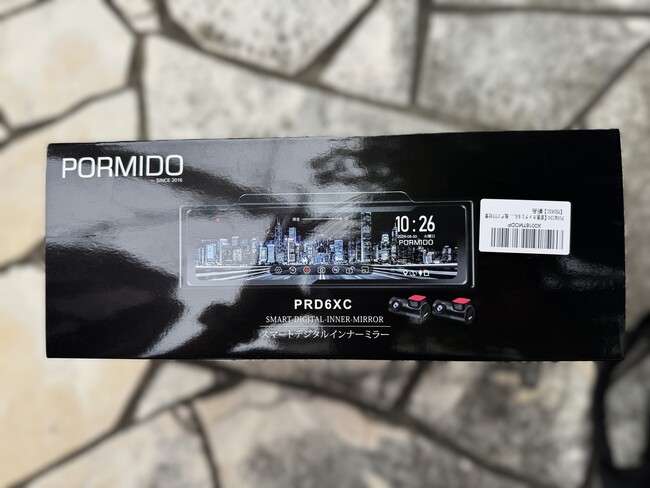 PORMIDO
SINCE 2016
10:26
PORMIDO
PRD6XC
SMART·DIGITAL·INNER·MIRROR
スマートデジタルインナーミラー